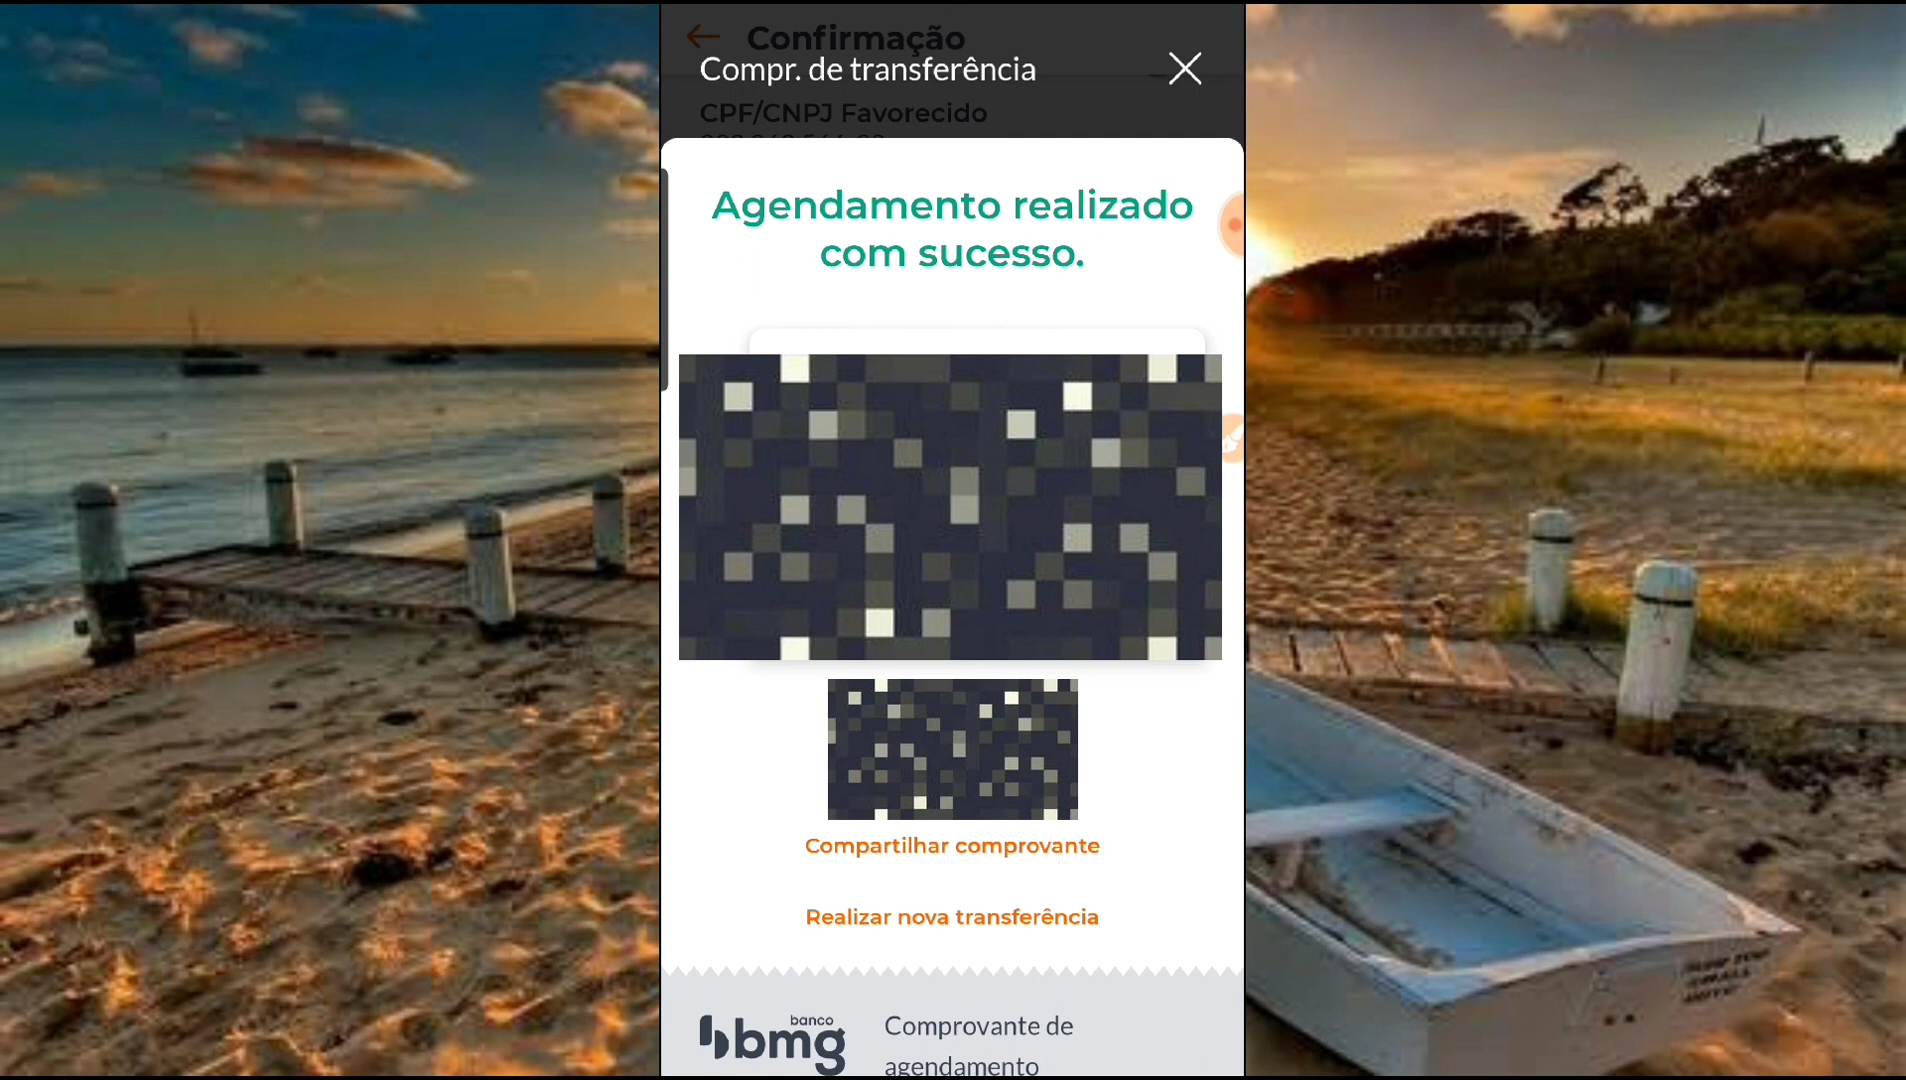 Confirmação
Compr. de transferência
CPF/CNPJ Favorecido
Agendamento realizado
com sucesso.
Compartilhar comprovante
Realizar nova transferência
banco
bmg
Comprovante de
agendamento